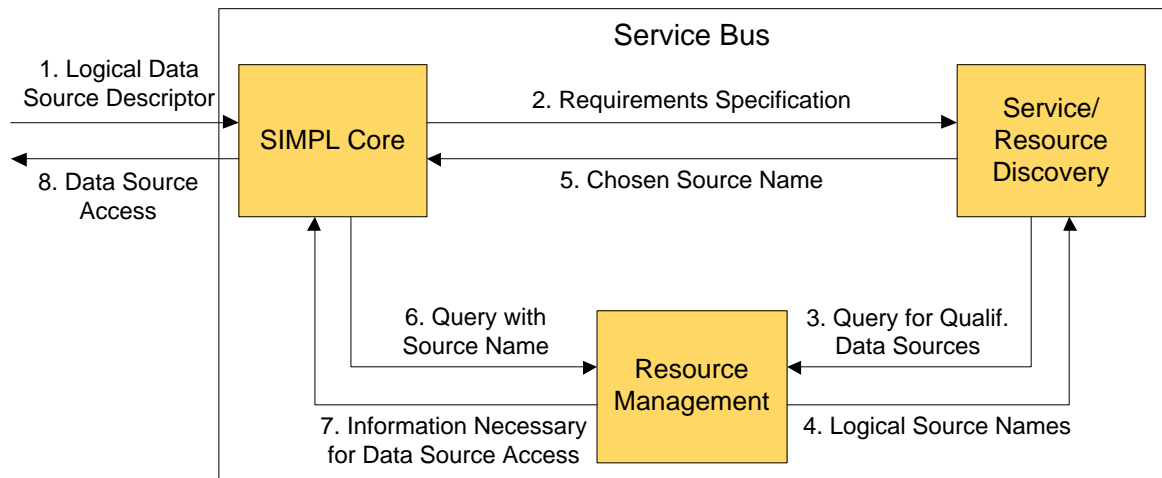 Service Bus
1. Logical Data
Source Descriptor
SIMPL Core
2. Requirements Specification
Service/
Resource
Discovery
8. Data Source
Access
5. Chosen Source Name
6. Query with
Source Name
Resource
Management
3. Query for Qualif.
Data Sources
7. Information Necessary
for Data Source Access
4. Logical Source Names